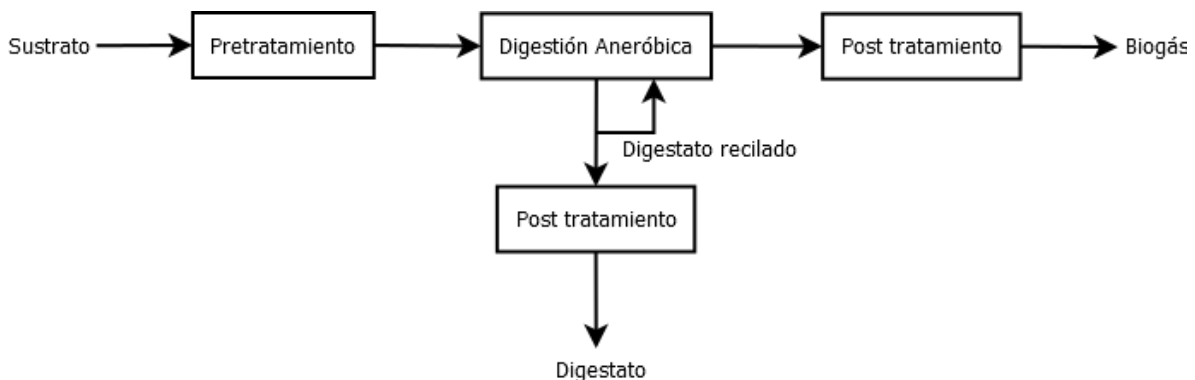 Sustrato
Pretratamiento
Digestión Aneróbica
Post tratamiento
Biogás
Digestato recilado
Post tratamiento
Digestato